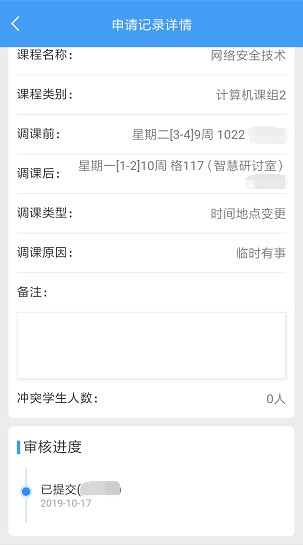 申请记录详情
课程名称： 网络安全技术
课程类别： 计算机课组2
调课前： 星期二[3-4]9周 1022
调课后： 星期一[1-2]10周 格117（智慧研讨室）
调课类型： 时间地点变更
调课原因： 临时有事
备注：
冲突学生人数： 0人
审核进度
已提交( )
2019-10-17